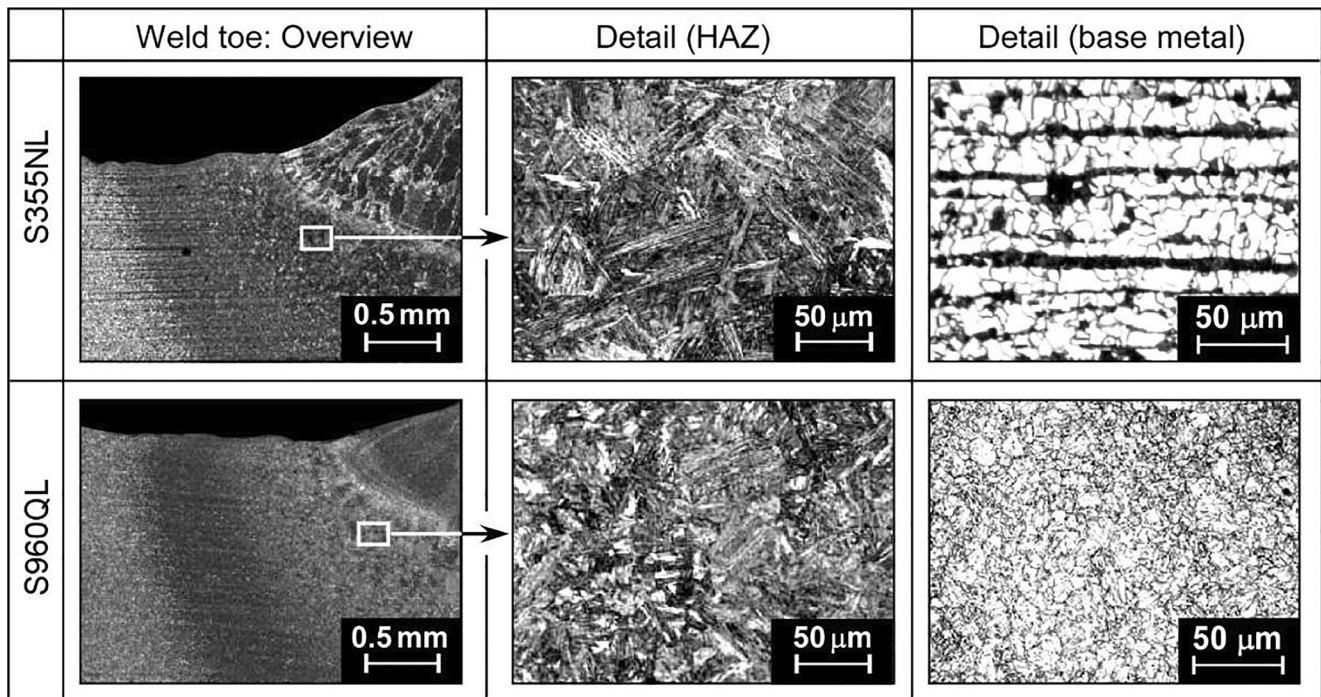 Weld toe: Overview
Detail (HAZ)
Detail (base metal)
S355NL
0.5 mm
50 µm
50 µm
S960QL
0.5 mm
50 µm
50 µm